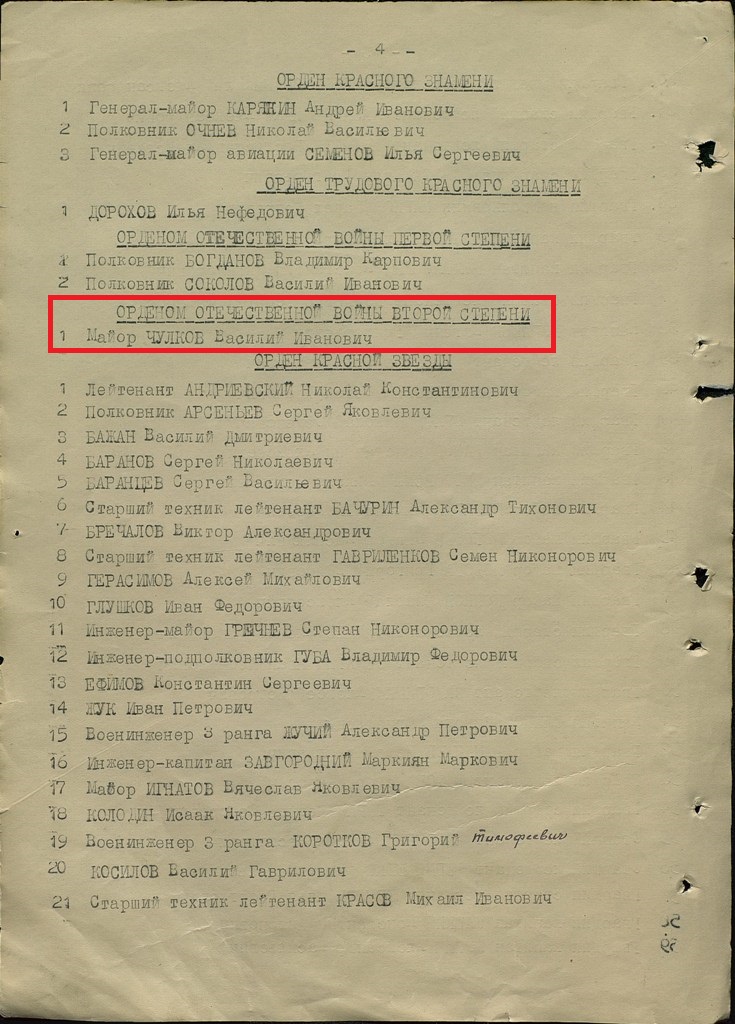 - 4 -
ОРДЕН КРАСНОГО ЗНАМЕНИ
1 Генерал-майор КАРЯКИН Андрей Иванович
2 Полковник ОЧНЕВ Николай Васильевич
3 Генерал-майор авиации СЕМЕНОВ Илья Сергеевич
ОРДЕН ТРУДОВОГО КРАСНОГО ЗНАМЕНИ
1 ДОРОХОВ Илья Нефедович
ОРДЕНОМ ОТЕЧЕСТВЕННОЙ ВОЙНЫ ПЕРВОЙ СТЕПЕНИ
1 Полковник БОГДАНОВ Владимир Карпович
2 Полковник СОКОЛОВ Василий Иванович
ОРДЕНОМ ОТЕЧЕСТВЕННОЙ ВОЙНЫ ВТОРОЙ СТЕПЕНИ
1 Майор ЧУЛКОВ Василий Иванович
ОРДЕН КРАСНОЙ ЗВЕЗДЫ
1 Лейтенант АНДРИЕВСКИЙ Николай Константинович
2 Полковник АРСЕНЬЕВ Сергей Яковлевич
3 БАЖАН Василий Дмитриевич
4 БАРАНОВ Сергей Николаевич
5 БАРАНЦЕВ Сергей Васильевич
6 Старший техник лейтенант БАЧУРИН Александр Тихонович
7 БРЕЧАЛОВ Виктор Александрович
8 Старший техник лейтенант ГАВРИЛЕНКОВ Семен Никонорович
9 ГЕРАСИМОВ Алексей Михайлович
10 ГЛУШКОВ Иван Федорович
11 Инженер-майор ГРЕЧНЕВ Степан Никонорович
12 Инженер-подполковник ГУБА Владимир Федорович
13 ЕФИМОВ Константин Сергеевич
14 ЖУК Иван Петрович
15 Военинженер 3 ранга ЖУЧИЙ Александр Петрович
16 Инженер-капитан ЗАВГОРОДНИЙ Маркиян Маркович
17 Майор ИГНАТОВ Вячеслав Яковлевич
18 КОЛОДИН Исаак Яковлевич
19 Военинженер 3 ранга КОРОТКОВ Григорий Тимофеевич
20 КОСИЛОВ Василий Гаврилович
21 Старший техник лейтенант КРАСОВ Михаил Иванович